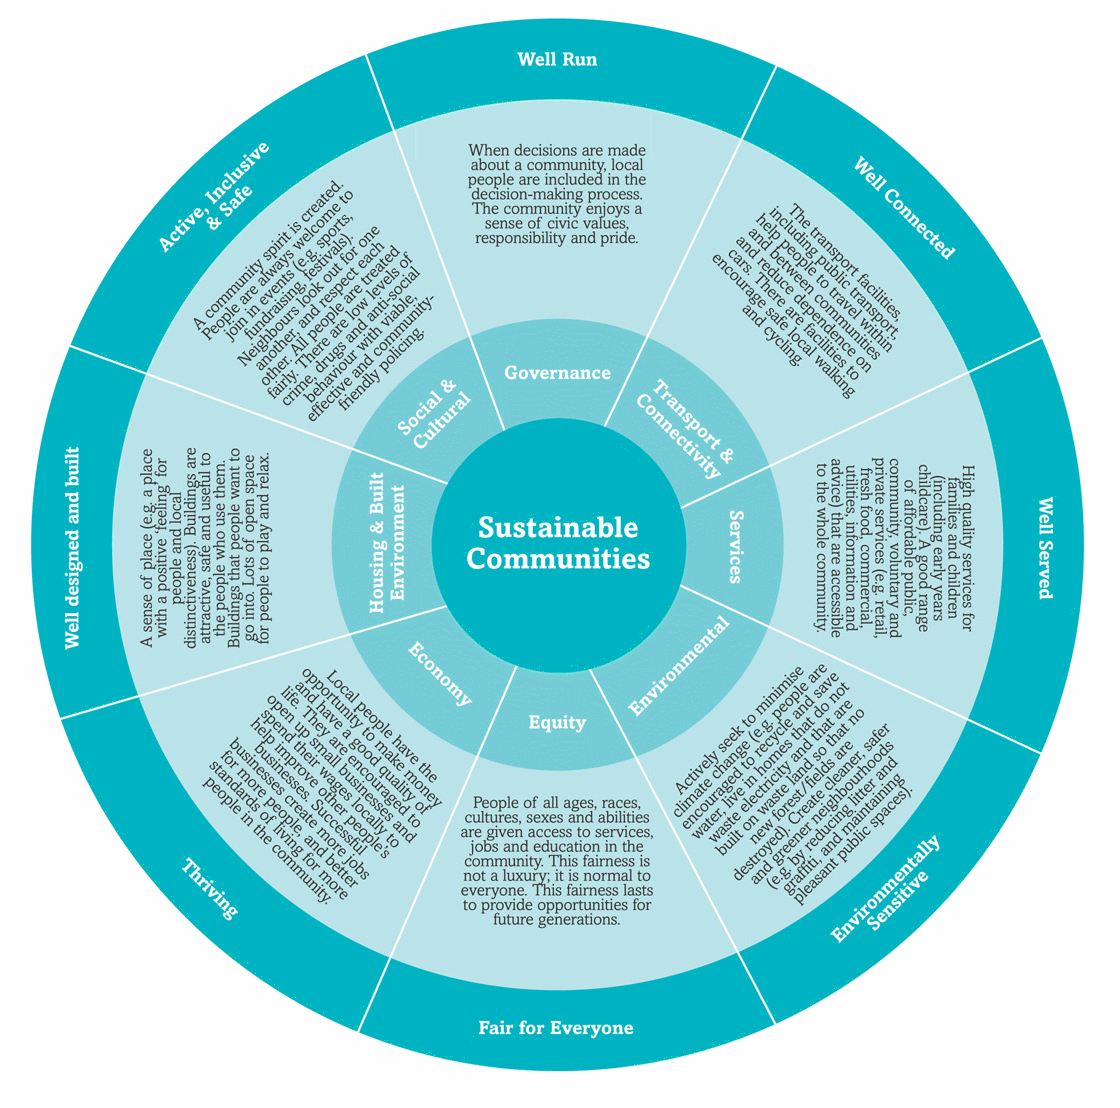 Sustainable
Communities
Well Run
Governance
When decisions are made
about a community, local
people are included in the
decision-making process.
The community enjoys a
sense of civic values,
responsibility and pride.
Well Connected
Transport &
Connectivity
The transport facilities,
including public transport,
help people to travel within
and between communities
and reduce dependence on
cars. There are facilities to
encourage safe local walking
and cycling.
Well Served
Services
High quality services for
families and children
(including early years
childcare). A good range
of affordable public,
community, voluntary and
private services (e.g. retail,
fresh food, commercial,
utilities, information and
advice) that are accessible
to the whole community.
Environmentally
Sensitive
Environmental
Actively seek to minimise
climate change (e.g. people are
encouraged to recycle and save
water, live in homes that do not
waste electricity and that are
built on waste land so that no
new forest/fields are
destroyed). Create cleaner, safer
and greener neighbourhoods
(e.g by reducing litter and
graffiti, and maintaining
pleasant public spaces).
Fair for Everyone
Equity
People of all ages, races,
cultures, sexes and abilities
are given access to services,
jobs and education in the
community. This fairness is
not a luxury; it is normal to
everyone. This fairness lasts
to provide opportunities for
future generations.
Thriving
Economy
Local people have the
opportunity to make money
and have a good quality of
life. They are encouraged to
open up small businesses and
spend their wages locally to
help improve other people's
businesses. Successful
businesses create more jobs
for more people, and better
standards of living for more
people in the community.
Well designed and built
Housing & Built
Environment
A sense of place (e.g. a place
with a positive 'feeling' for
people and local
distinctiveness). Buildings are
attractive, safe and useful to
the people who use them.
Buildings that people want to
go into. Lots of open space
for people to play and relax.
Active, Inclusive
& Safe
Social &
Cultural
A community spirit is created.
People are always welcome to
join in events (e.g. sports,
fundraising, festivals).
Neighbours look out for one
another, and respect each
other. All people are treated
fairly. There are low levels of
crime, drugs and anti-social
behaviour with viable,
effective and community-
friendly policing